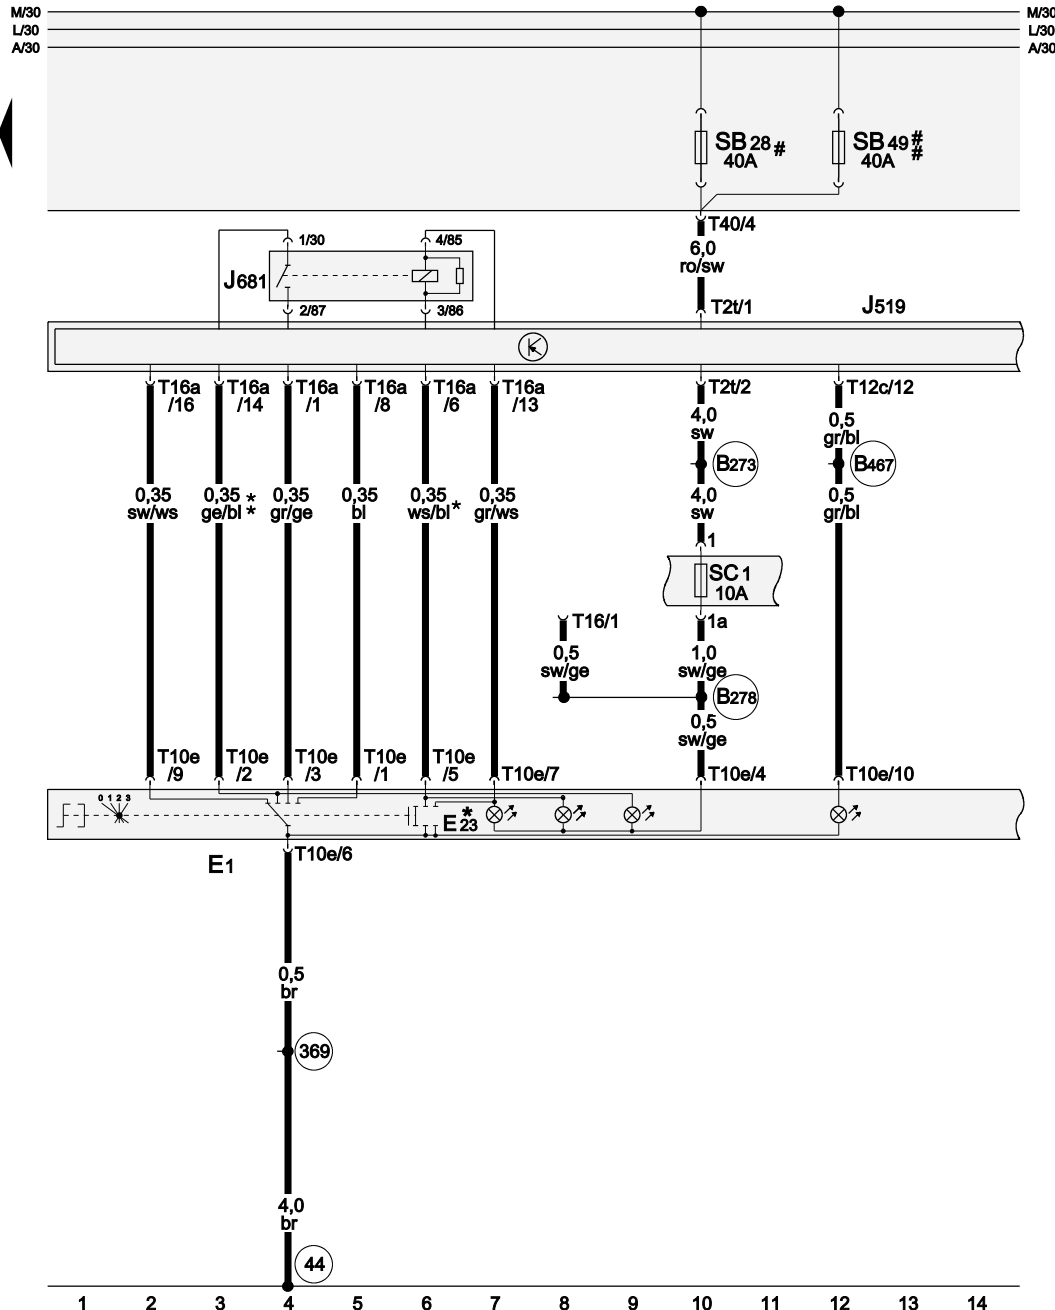 M/30 M/30
L/30 L/30
A/30 A/30
SB 28 # SB 49 #
40A 40A #
T40/4
6,0
ro/sw
1/30 4/85
J681
2/87 3/86
T2t/1 J519
T16a T16a T16a T16a T16a T16a T2t/2 T12c/12
/16 /14 /1 /8 /6 /13
4,0 0,5
sw gr/bl
B273 B467
0,35 0,35 * 0,35 0,35 0,35 0,35 4,0 0,5
sw/ws ge/bl * gr/ge bl ws/bl * gr/ws sw gr/bl
1
SC 1
10A
T16/1 1a
0,5 1,0
sw/ge sw/ge
B278
0,5
sw/ge
T10e T10e T10e T10e T10e T10e/7 T10e/4 T10e/10
/9 /2 /3 /1 /5
0 1 2 3
E 23 *
E1 T10e/6
0,5
br
369
4,0
br
44
1 2 3 4 5 6 7 8 9 10 11 12 13 14